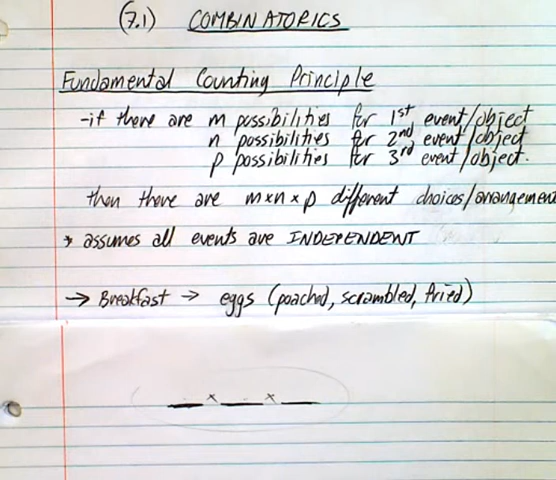 (7.1) COMBINATORICS
Fundamental Counting Principle
-if there are m possibilities for 1st event/object
n possibilities for 2nd event/object
p possibilities for 3rd event/object.
then there are m×n×p different choices/arrangement
* assumes all events are INDEPENDENT
→ Breakfast → eggs (poached, scrambled, fried)
__ × __ × __